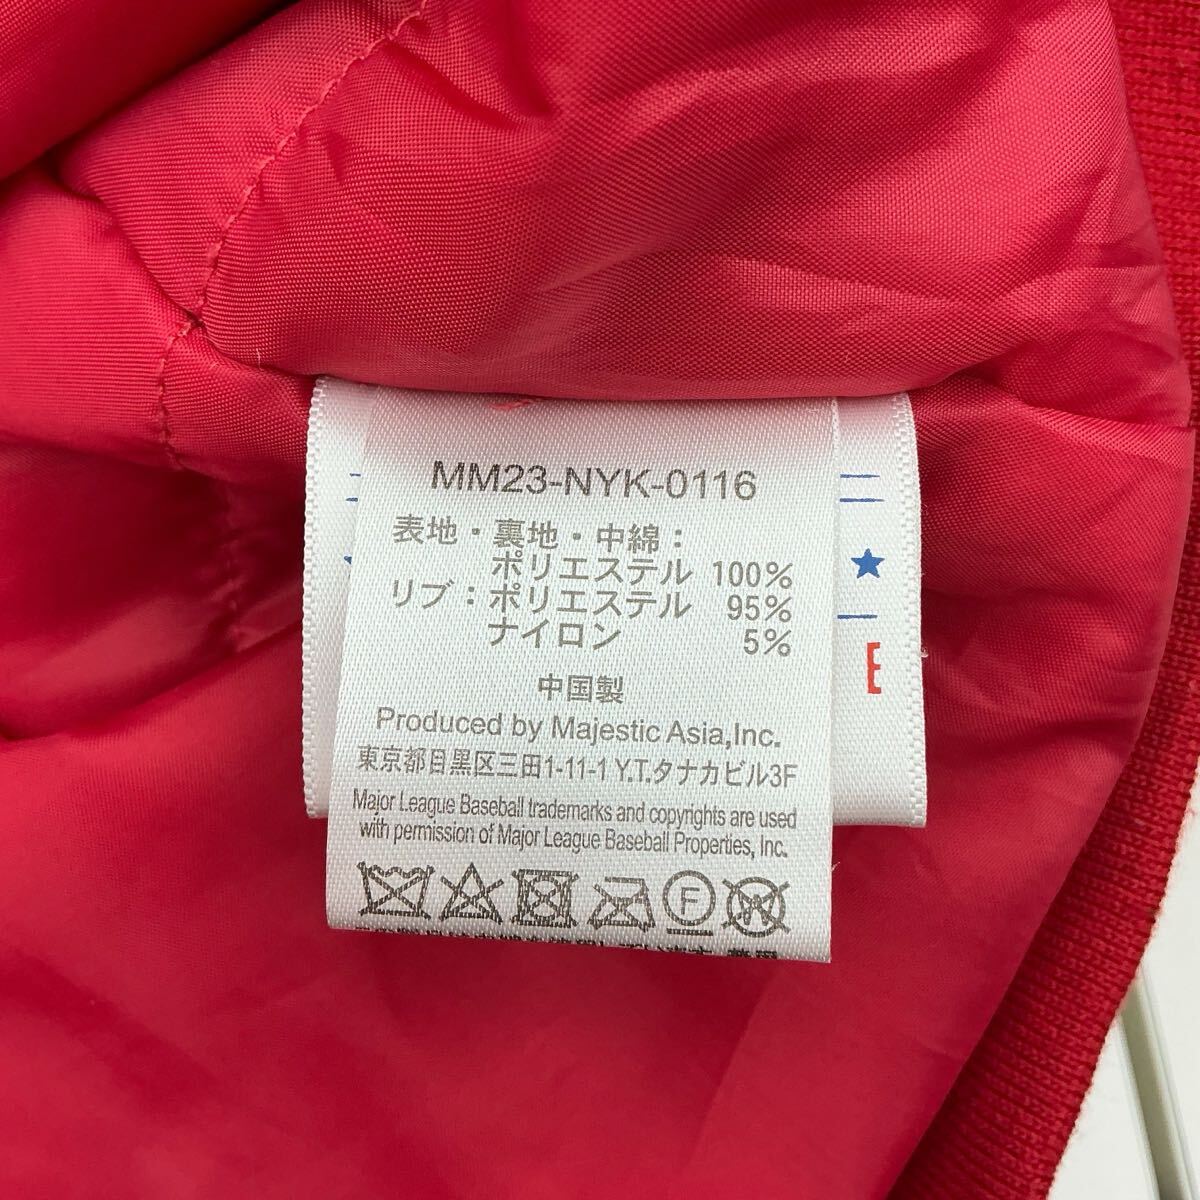 MM23-NYK-0116
表地・裏地・中綿：
ポリエステル 100%
リブ：ポリエステル 95%
ナイロン 5%
中国製
Produced by Majestic Asia,Inc.
東京都目黒区三田1-11-1 Y.T.タナカビル3F
Major League Baseball trademarks and copyrights are used
with permission of Major League Baseball Properties, Inc.
F
W
E